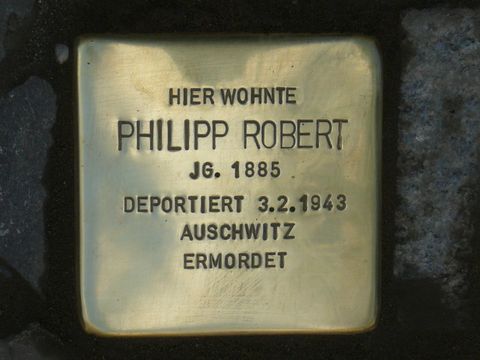 HIER WOHNTE
PHILIPP ROBERT
JG. 1885
DEPORTIERT 3.2.1943
AUSCHWITZ
ERMORDET